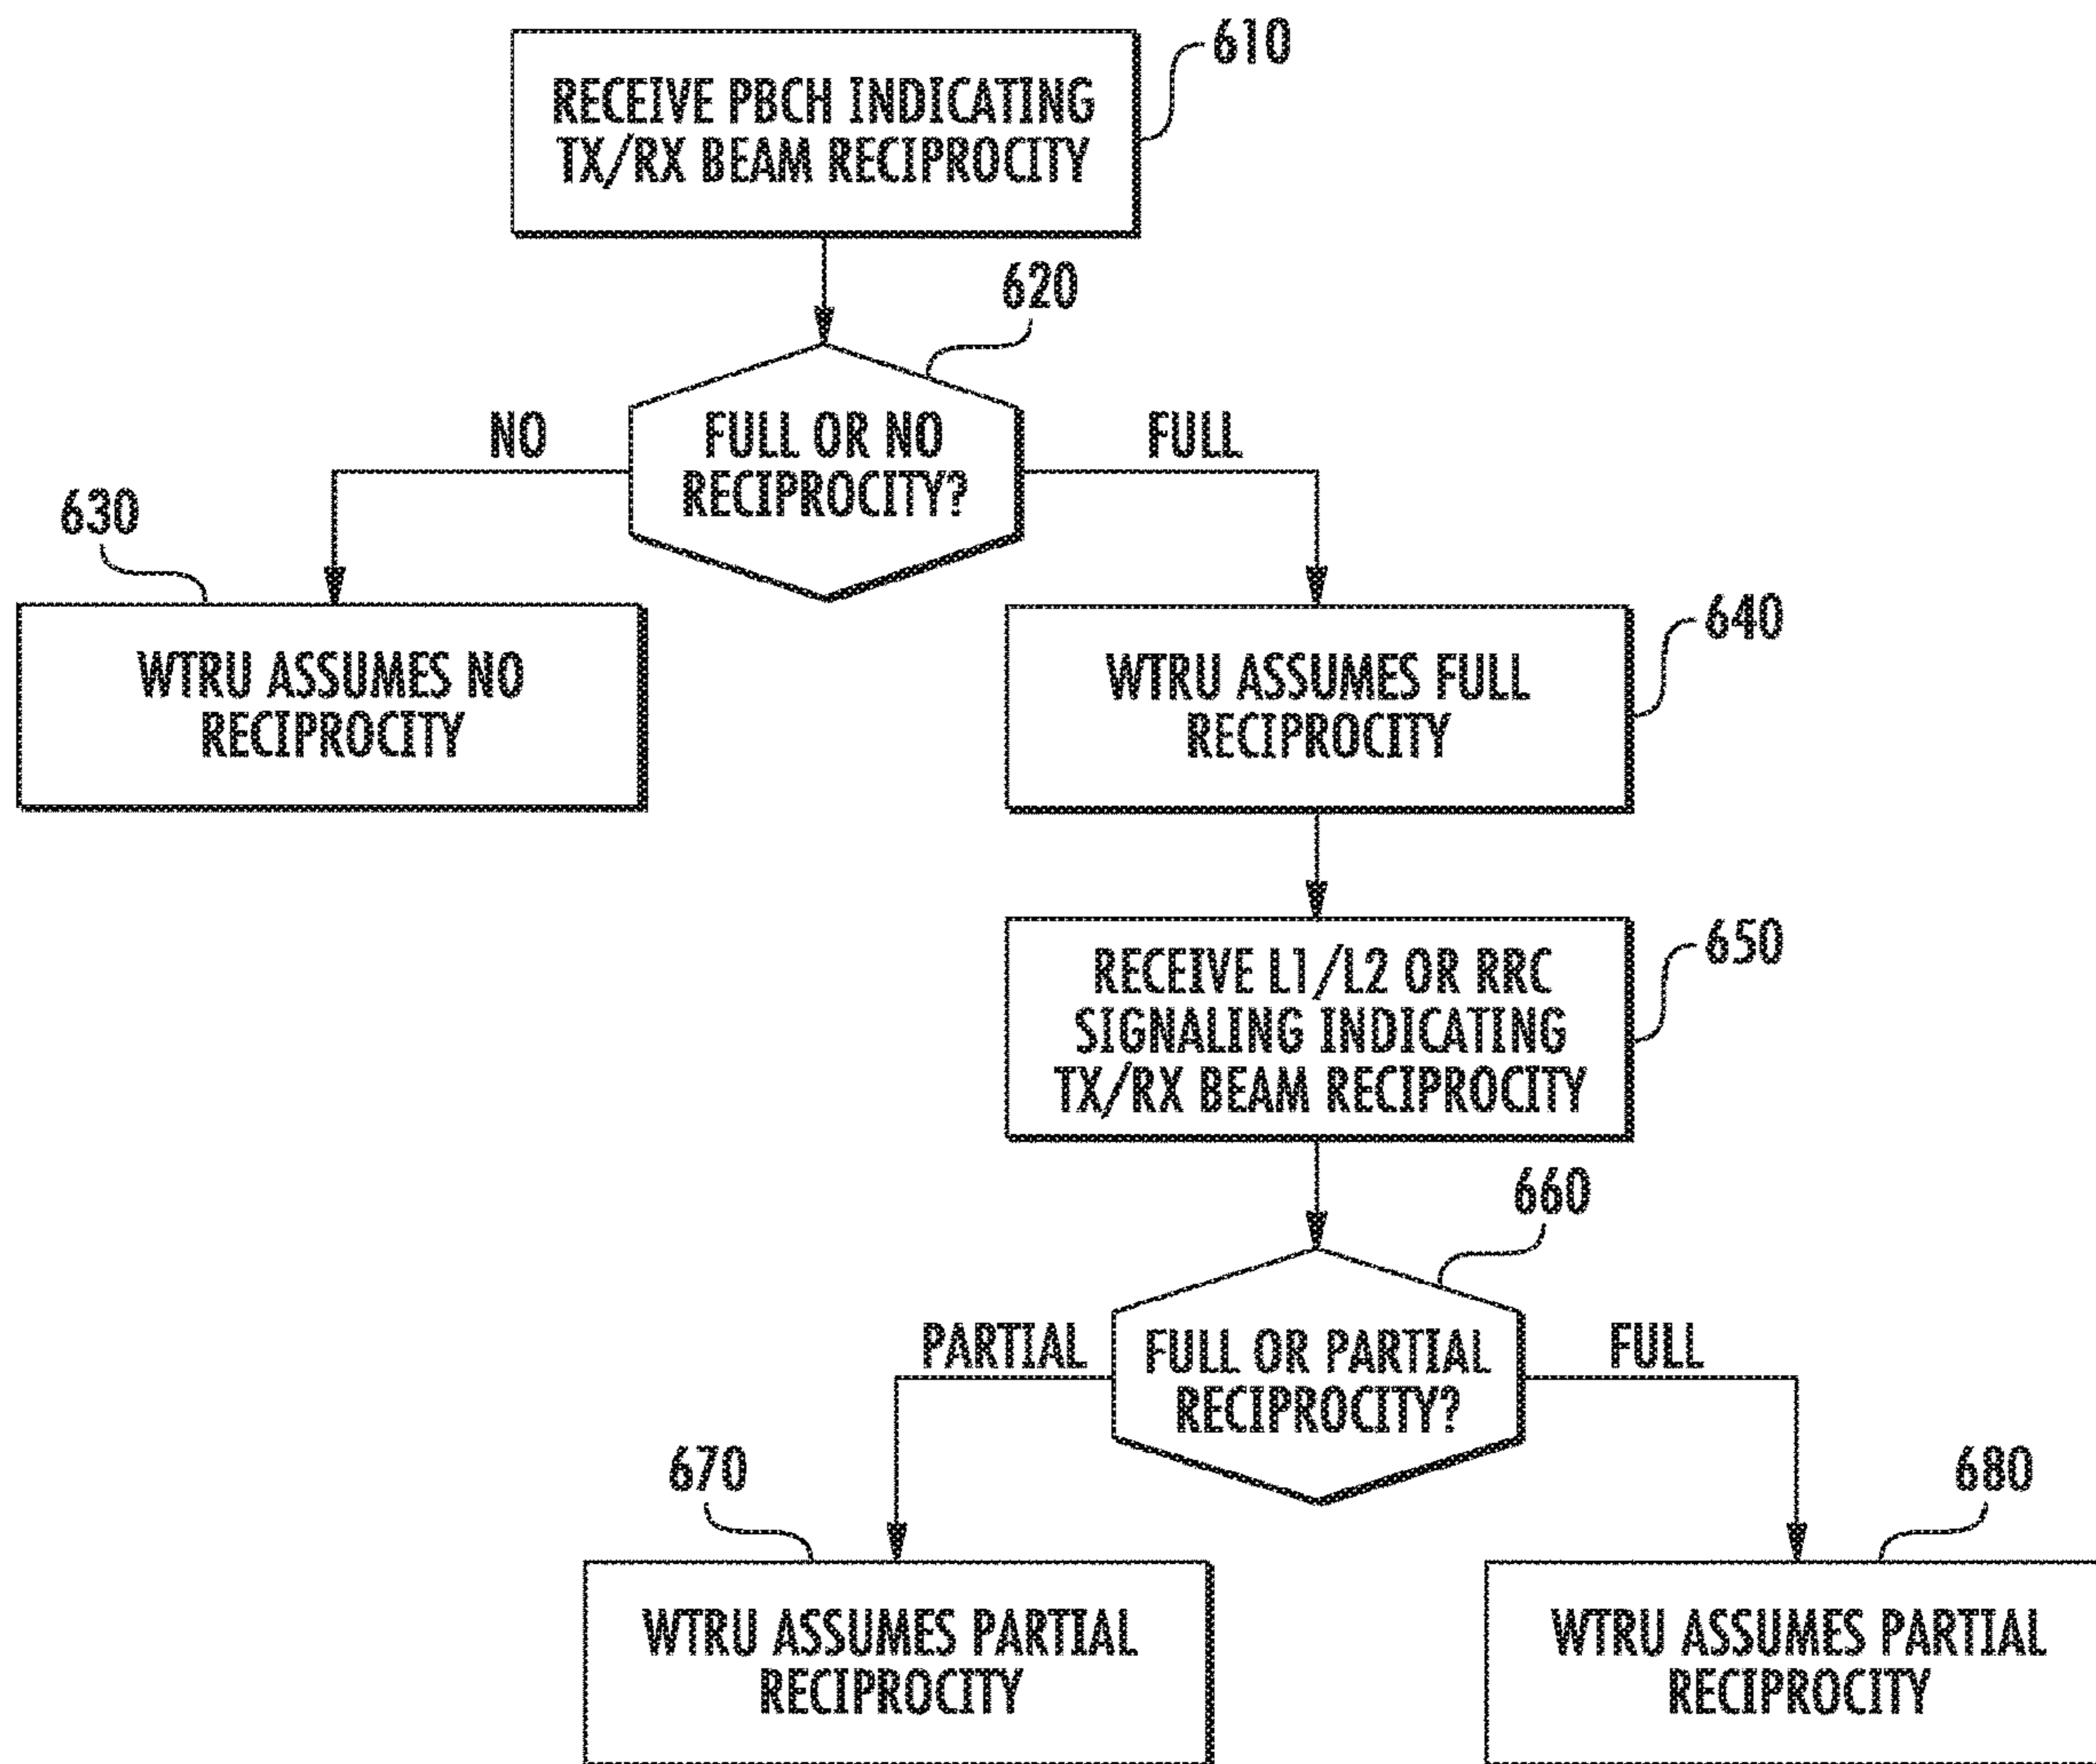 610
RECEIVE PBCH INDICATING
TX/RX BEAM RECIPROCITY
620
NO
FULL OR NO
RECIPROCITY?
FULL
630
WTRU ASSUMES NO
RECIPROCITY
640
WTRU ASSUMES FULL
RECIPROCITY
650
RECEIVE L1/L2 OR RRC
SIGNALING INDICATING
TX/RX BEAM RECIPROCITY
660
PARTIAL
FULL OR PARTIAL
RECIPROCITY?
FULL
670
WTRU ASSUMES PARTIAL
RECIPROCITY
680
WTRU ASSUMES PARTIAL
RECIPROCITY